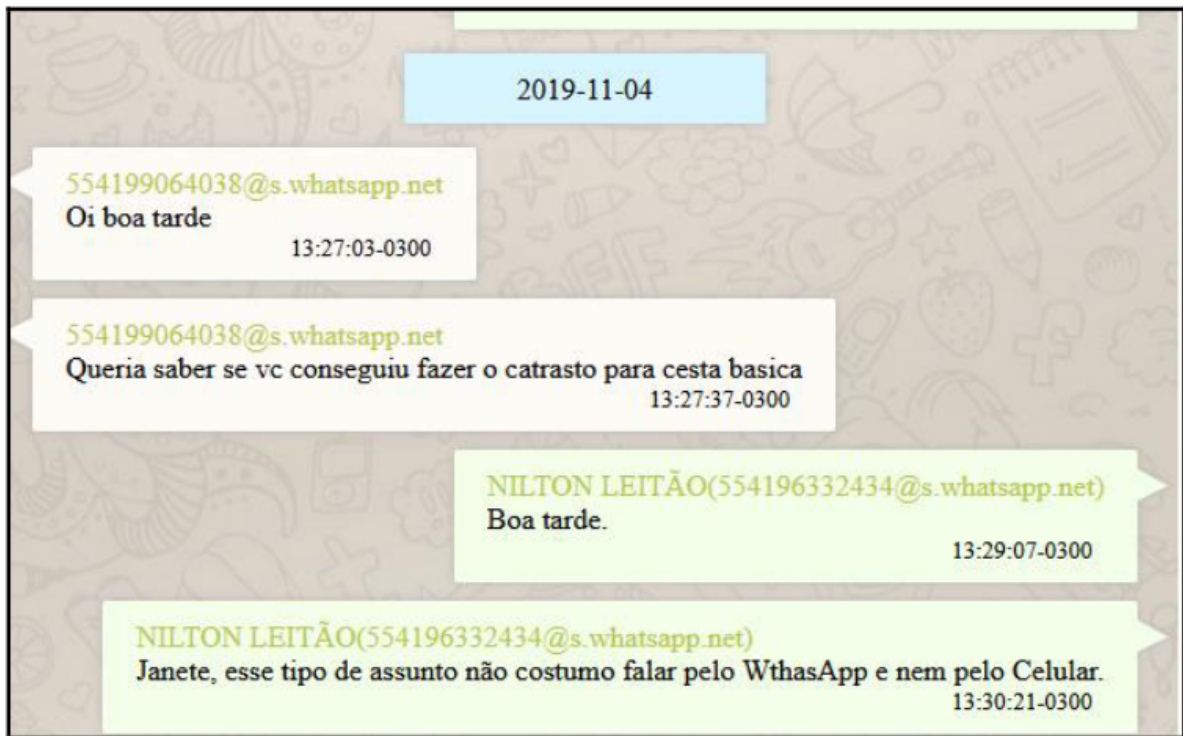 2019-11-04
554199064038@s.whatsapp.net
Oi boa tarde
13:27:03-0300
554199064038@s.whatsapp.net
Queria saber se vc conseguiu fazer o catrasto para cesta basica
13:27:37-0300
NILTON LEITÃO(554196332434@s.whatsapp.net)
Boa tarde.
13:29:07-0300
NILTON LEITÃO(554196332434@s.whatsapp.net)
Janete, esse tipo de assunto não costumo falar pelo WthasApp e nem pelo Celular.
13:30:21-0300